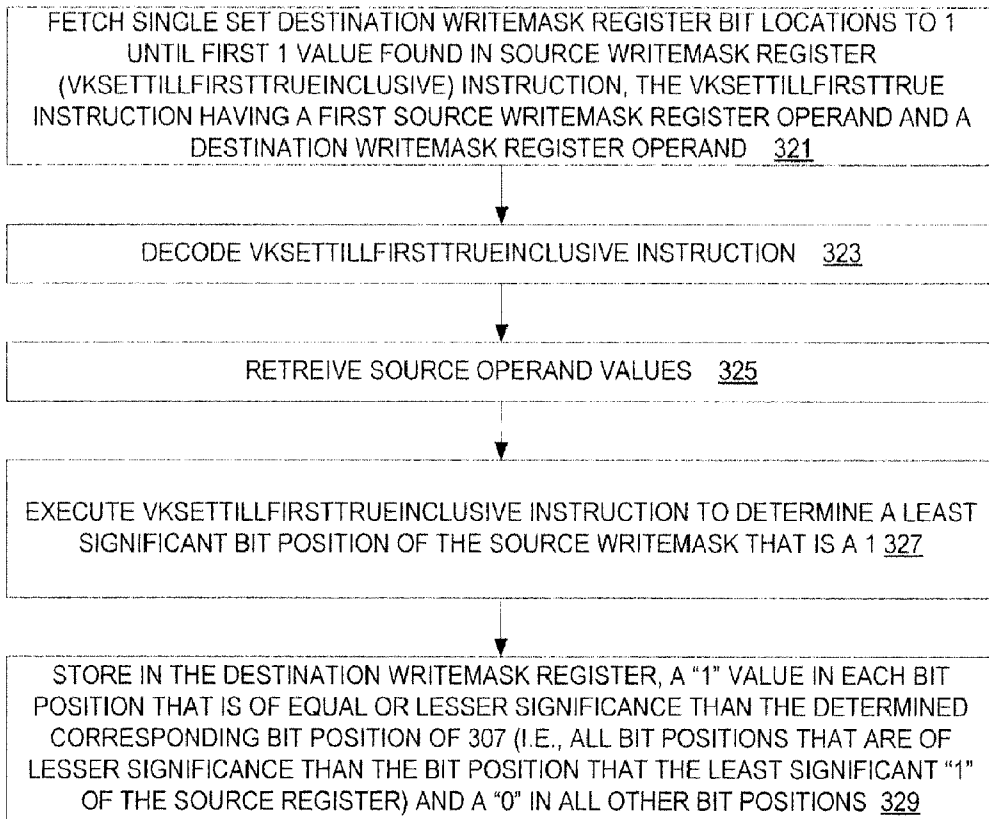 FETCH SINGLE SET DESTINATION WRITEMASK REGISTER BIT LOCATIONS TO 1
UNTIL FIRST 1 VALUE FOUND IN SOURCE WRITEMASK REGISTER
(VKSETTILLFIRSTTRUEINCLUSIVE) INSTRUCTION, THE VKSETTILLFIRSTTRUE
INSTRUCTION HAVING A FIRST SOURCE WRITEMASK REGISTER OPERAND AND A
DESTINATION WRITEMASK REGISTER OPERAND 321
DECODE VKSETTILLFIRSTTRUEINCLUSIVE INSTRUCTION 323
RETREIVE SOURCE OPERAND VALUES 325
EXECUTE VKSETTILLFIRSTTRUEINCLUSIVE INSTRUCTION TO DETERMINE A LEAST
SIGNIFICANT BIT POSITION OF THE SOURCE WRITEMASK THAT IS A 1 327
STORE IN THE DESTINATION WRITEMASK REGISTER, A “1” VALUE IN EACH BIT
POSITION THAT IS OF EQUAL OR LESSER SIGNIFICANCE THAN THE DETERMINED
CORRESPONDING BIT POSITION OF 307 (I.E., ALL BIT POSITIONS THAT ARE OF
LESSER SIGNIFICANCE THAN THE BIT POSITION THAT THE LEAST SIGNIFICANT “1”
OF THE SOURCE REGISTER) AND A “0” IN ALL OTHER BIT POSITIONS 329